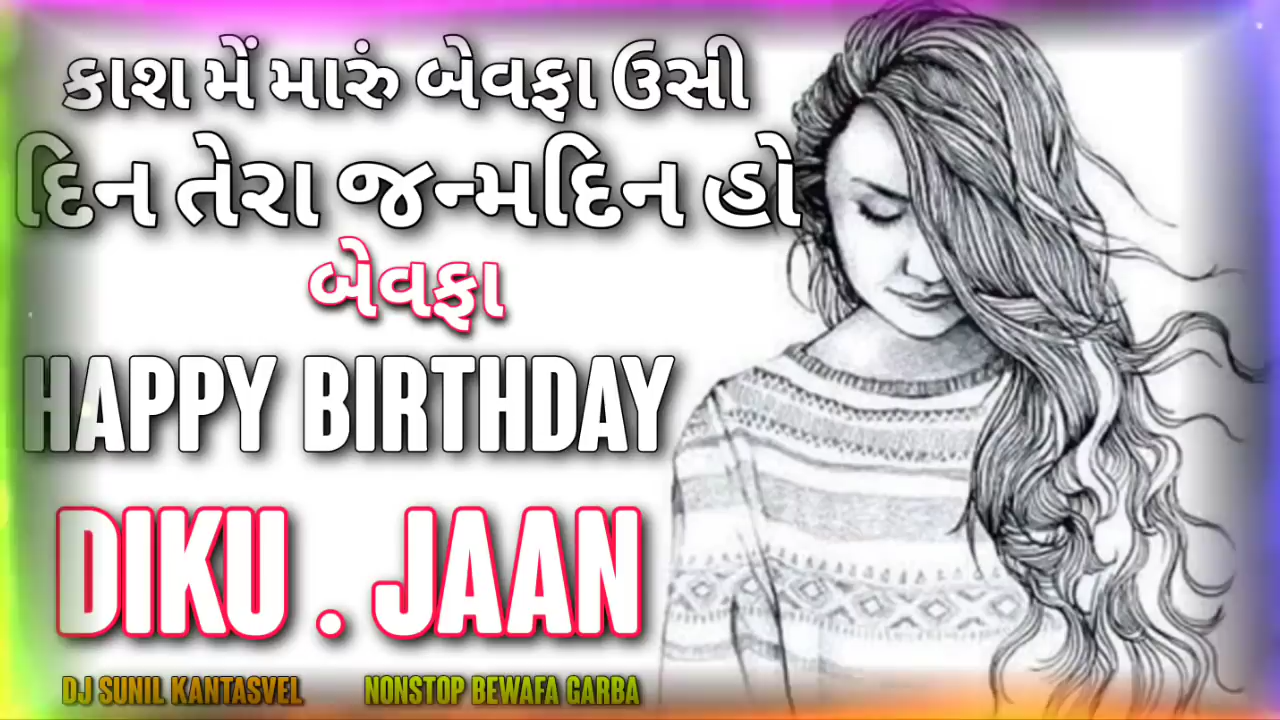 કાશ મેં મારું બેવફા ઉસી
દિન તેરા જન્મદિન હો
બેવફા
HAPPY BIRTHDAY
DIKU . JAAN
DJ SUNIL KANTASVEL NONSTOP BEWAFA GARBA